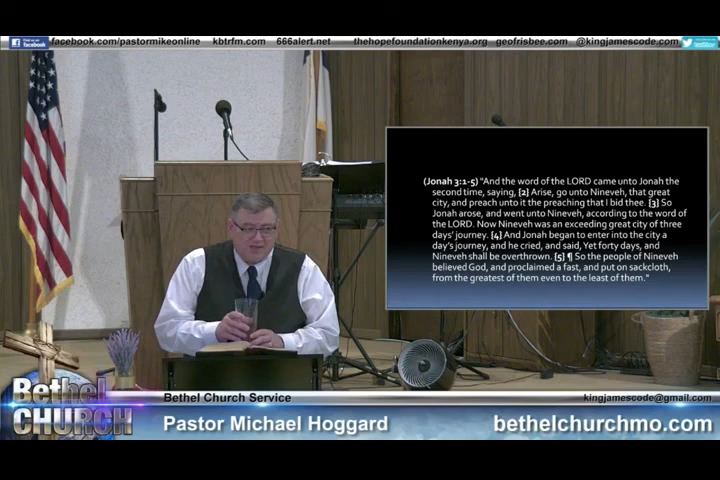 Find us on facebook facebook.com/pastormikeonline kbtrfm.com 666alert.net thehopefoundationkenya.org geofrisbee.com @kingjamescode.com
(Jonah 3:1-5) "And the word of the LORD came unto Jonah the
second time, saying, [2] Arise, go unto Nineveh, that great
city, and preach unto it the preaching that I bid thee. [3] So
Jonah arose, and went unto Nineveh, according to the word of
the LORD. Now Nineveh was an exceeding great city of three
days' journey. [4] And Jonah began to enter into the city a
day's journey, and he cried, and said, Yet forty days, and
Nineveh shall be overthrown. [5] ¶ So the people of Nineveh
believed God, and proclaimed a fast, and put on sackcloth,
from the greatest of them even to the least of them."
Bethel
CHURCH
Bethel Church Service
kingjamescode@gmail.com
Pastor Michael Hoggard
bethelchurchmo.com